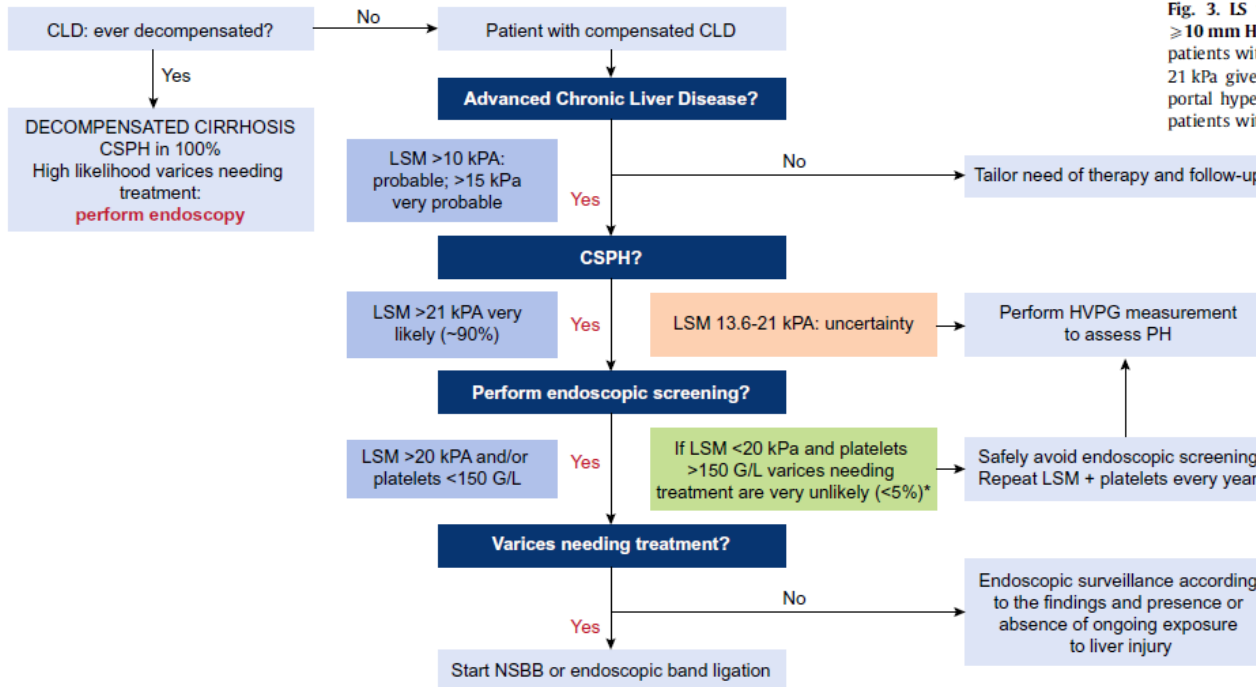 CLD: ever decompensated?
No
Patient with compensated CLD
Fig. 3. LS
⩾10 mm H
patients wit
21 kPa give
portal hype
patients wit
Yes
Advanced Chronic Liver Disease?
DECOMPENSATED CIRRHOSIS
CSPH in 100%
High likelihood varices needing
treatment:
perform endoscopy
LSM >10 kPA:
probable; >15 kPa
very probable
Yes
No
Tailor need of therapy and follow-up
CSPH?
LSM >21 kPA very
likely (~90%)
Yes
LSM 13.6-21 kPA: uncertainty
Perform HVPG measurement
to assess PH
Perform endoscopic screening?
LSM >20 kPA and/or
platelets <150 G/L
Yes
If LSM <20 kPa and platelets
>150 G/L varices needing
treatment are very unlikely (<5%)*
Safely avoid endoscopic screening
Repeat LSM + platelets every year
Varices needing treatment?
No
Endoscopic surveillance according
to the findings and presence or
absence of ongoing exposure
to liver injury
Yes
Start NSBB or endoscopic band ligation